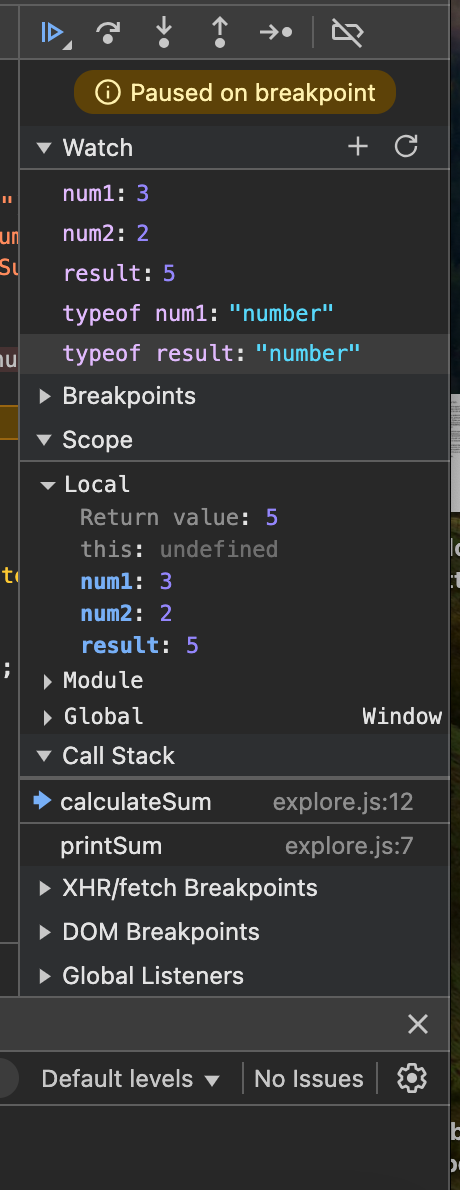 Paused on breakpoint
Watch
num1: 3
num2: 2
result: 5
typeof num1: "number"
typeof result: "number"
Breakpoints
Scope
Local
Return value: 5
this: undefined
num1: 3
num2: 2
result: 5
Module
Global Window
Call Stack
calculateSum explore.js:12
printSum explore.js:7
XHR/fetch Breakpoints
DOM Breakpoints
Global Listeners
Default levels No Issues